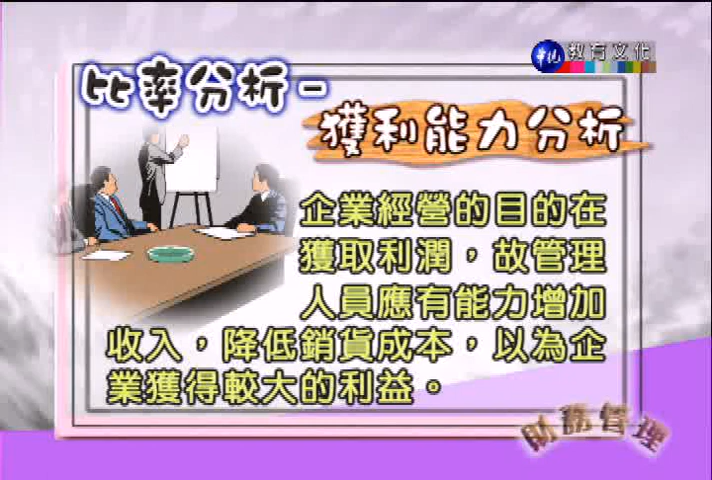 華視 教育文化
比率分析-
獲利能力分析
企業經營的目的在
獲取利潤，故管理
人員應有能力增加
收入，降低銷貨成本，以為企
業獲得較大的利益。
財務管理